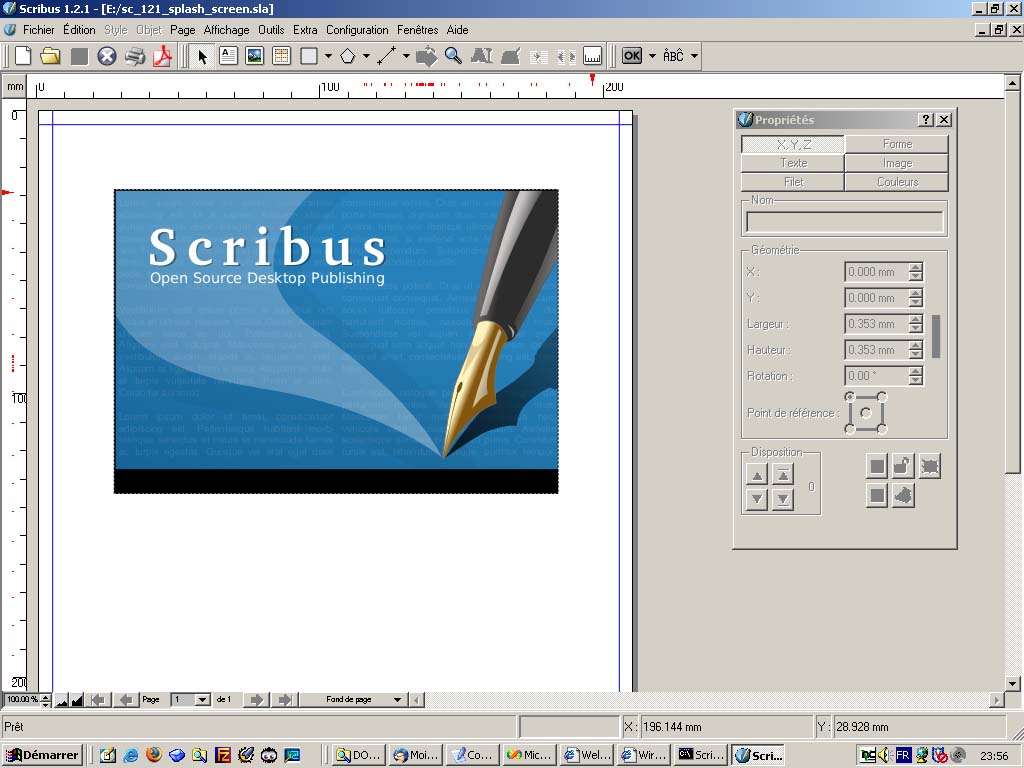 Scribus 1.2.1 - [E:/sc_121_splash_screen.sla]
Fichier Édition Style Objet Page Affichage Outils Extra Configuration Fenêtres Aide
OK ÀBĈ
mm 0 100 200
0
100
200
Scribus
Open Source Desktop Publishing
Propriétés
X,Y,Z Forme
Texte Image
Filet Couleurs
Nom
Géométrie
X : 0.000 mm
Y : 0.000 mm
Largeur : 0.353 mm
Hauteur : 0.353 mm
Rotation : 0.00 °
Point de référence :
Disposition
0
100.00 % Page 1 de 1 Fond de page
Prêt X : 196.144 mm Y : 28.928 mm
Démarrer DO... Moi... Co... Mic... Wel... Wir... Scri... Scri... FR 23:56